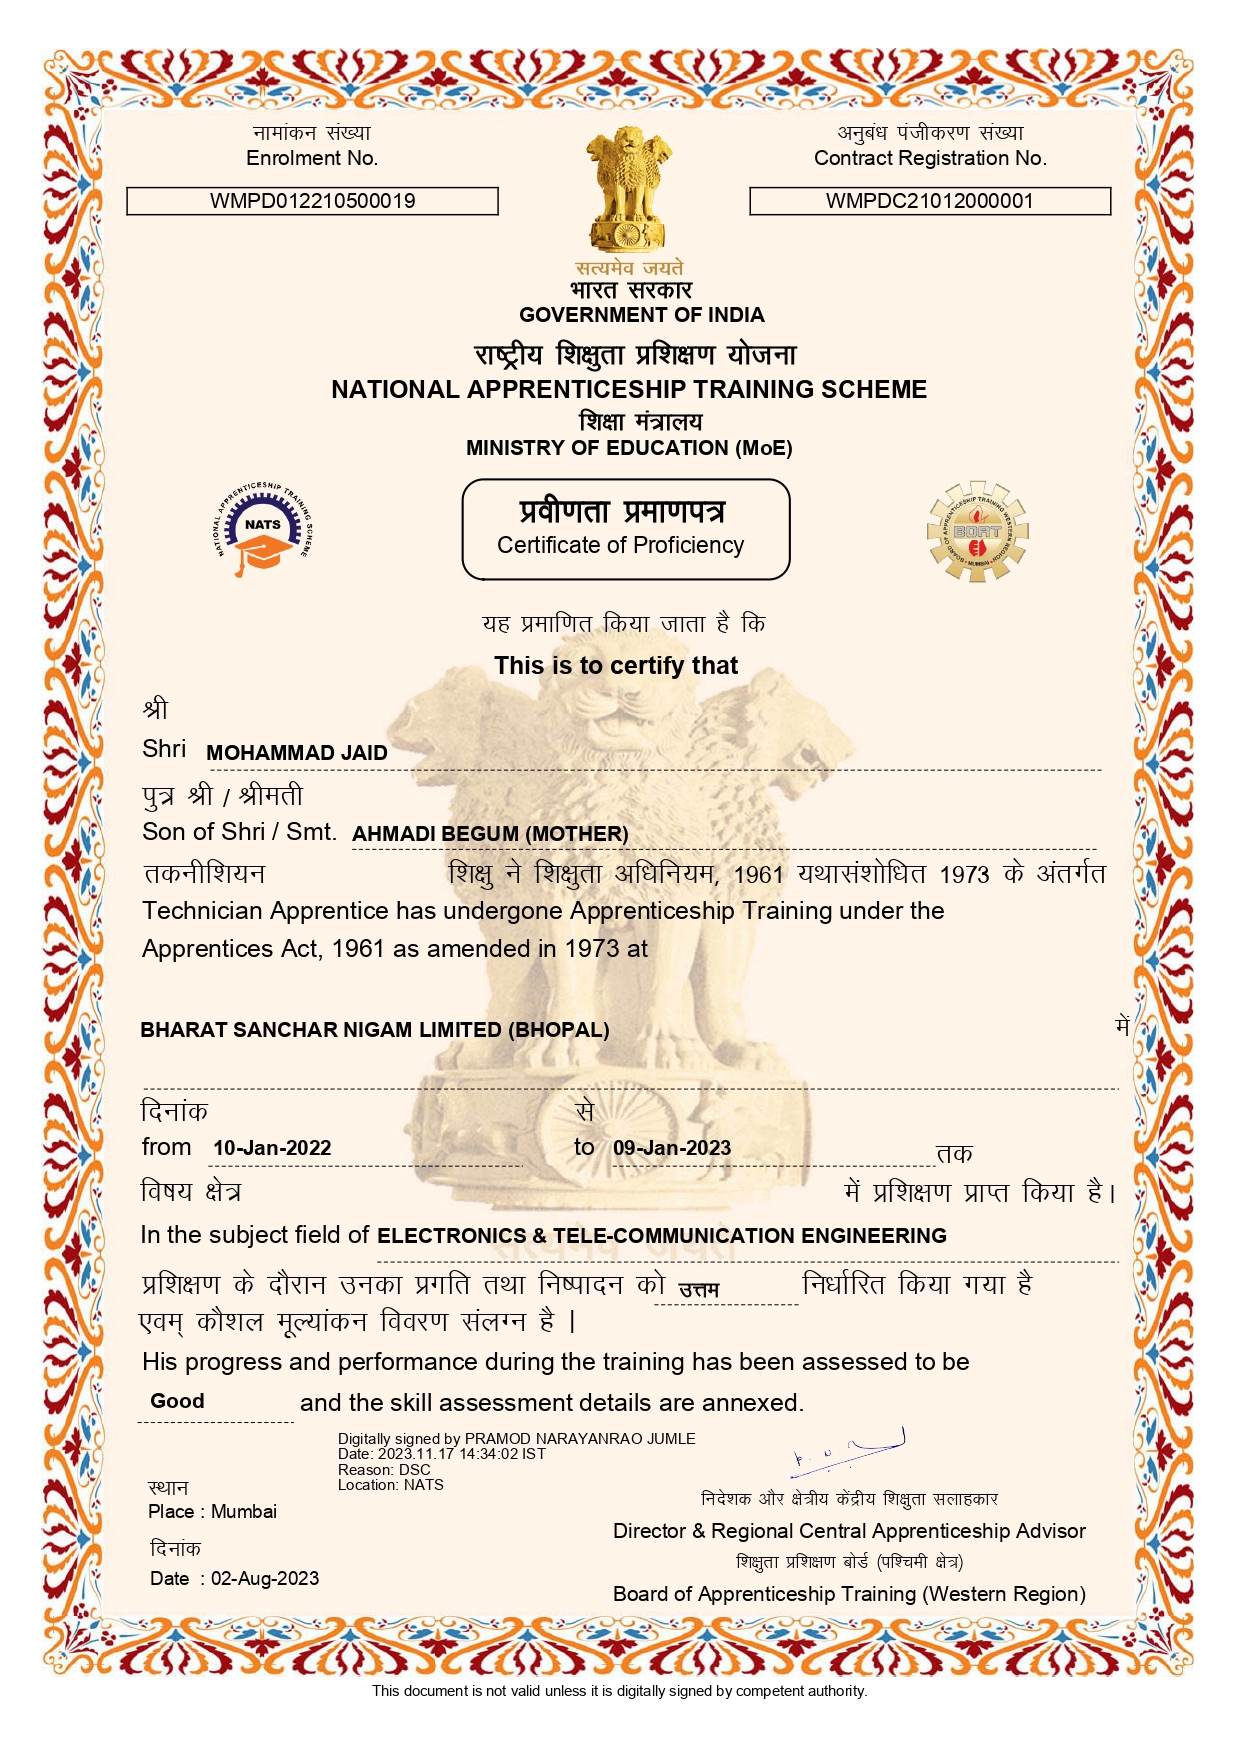 नामांकन संख्या
Enrolment No.
WMPD012210500019
अनुबंध पंजीकरण संख्या
Contract Registration No.
WMPDC21012000001
सत्यमेव जयते
भारत सरकार
GOVERNMENT OF INDIA
राष्ट्रीय शिक्षुता प्रशिक्षण योजना
NATIONAL APPRENTICESHIP TRAINING SCHEME
शिक्षा मंत्रालय
MINISTRY OF EDUCATION (MoE)
NATIONAL APPRENTICESHIP TRAINING SCHEME
NATS
प्रवीणता प्रमाणपत्र
Certificate of Proficiency
BOARD OF APPRENTICESHIP TRAINING WESTERN REGION
BOAT
MUMBAI
यह प्रमाणित किया जाता है कि
This is to certify that
श्री
Shri MOHAMMAD JAID
पुत्र श्री / श्रीमती
Son of Shri / Smt. AHMADI BEGUM (MOTHER)
तकनीशियन शिक्षु ने शिक्षुता अधिनियम, 1961 यथासंशोधित 1973 के अंतर्गत
Technician Apprentice has undergone Apprenticeship Training under the
Apprentices Act, 1961 as amended in 1973 at
BHARAT SANCHAR NIGAM LIMITED (BHOPAL) में
दिनांक से
from 10-Jan-2022 to 09-Jan-2023 तक
विषय क्षेत्र में प्रशिक्षण प्राप्त किया है।
In the subject field of ELECTRONICS & TELE-COMMUNICATION ENGINEERING
सत्यमेव जयते
प्रशिक्षण के दौरान उनका प्रगति तथा निष्पादन को उत्तम निर्धारित किया गया है
एवम् कौशल मूल्यांकन विवरण संलग्न है |
His progress and performance during the training has been assessed to be
Good and the skill assessment details are annexed.
Digitally signed by PRAMOD NARAYANRAO JUMLE
Date: 2023.11.17 14:34:02 IST
Reason: DSC
Location: NATS
स्थान
Place : Mumbai
दिनांक
Date : 02-Aug-2023
निदेशक और क्षेत्रीय केंद्रीय शिक्षुता सलाहकार
Director & Regional Central Apprenticeship Advisor
शिक्षुता प्रशिक्षण बोर्ड (पश्चिमी क्षेत्र)
Board of Apprenticeship Training (Western Region)
This document is not valid unless it is digitally signed by competent authority.